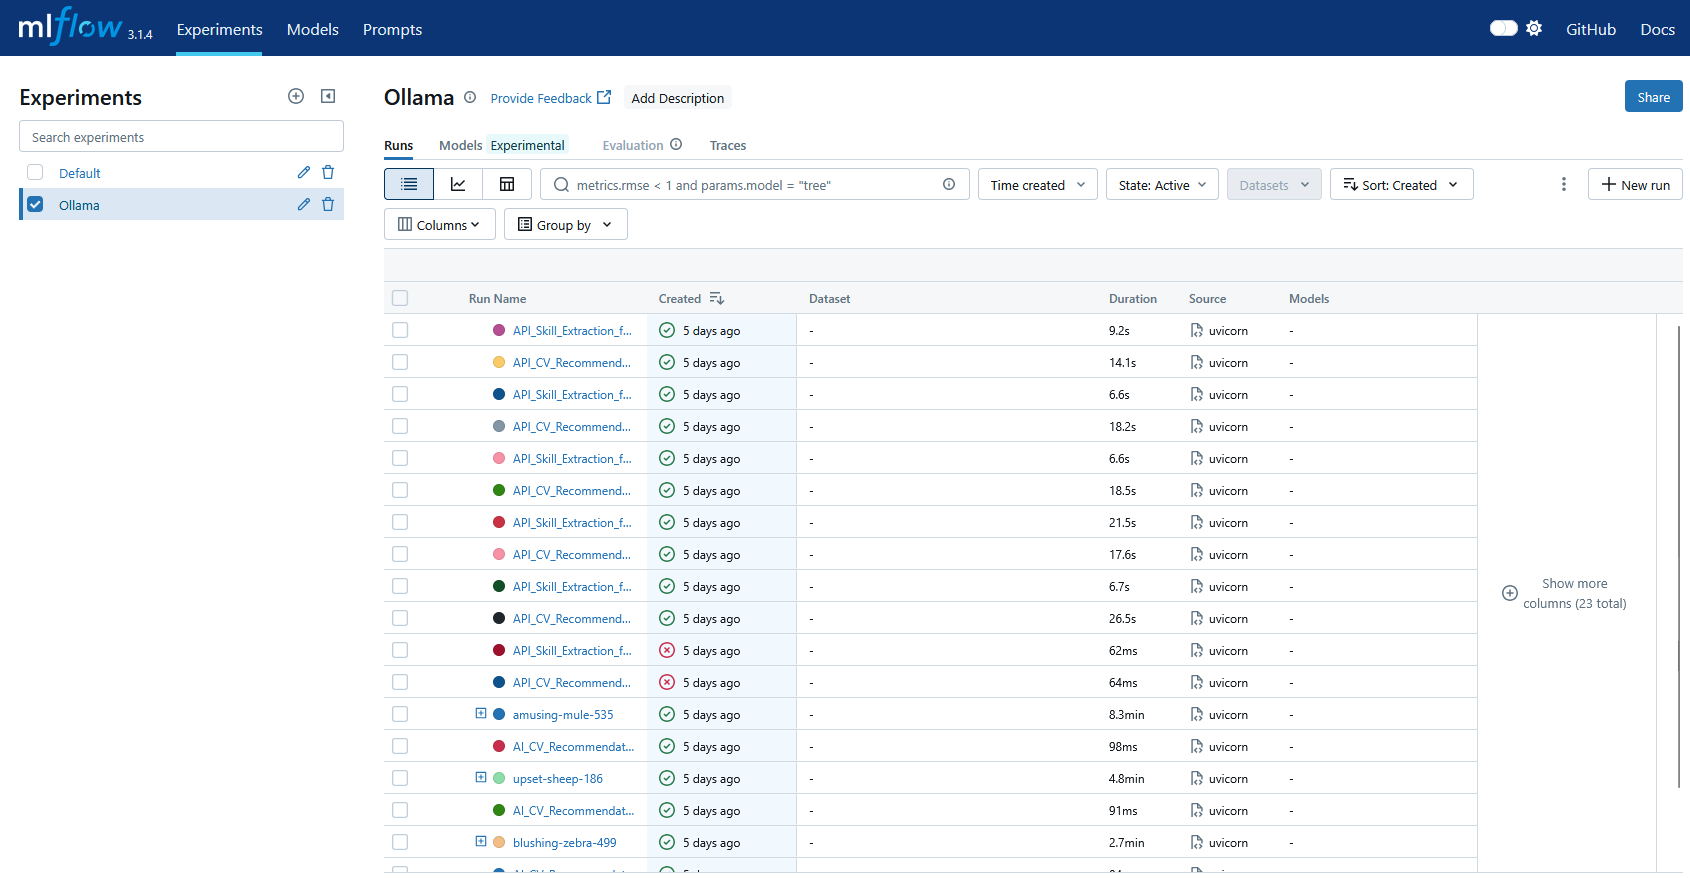 mlflow 3.1.4 Experiments Models Prompts GitHub Docs
Experiments
Search experiments
Default
Ollama
Ollama Provide Feedback Add Description Share
Runs Models Experimental Evaluation Traces
metrics.rmse < 1 and params.model = "tree" Time created State: Active Datasets Sort: Created New run
Columns Group by
Run Name Created Dataset Duration Source Models
API_Skill_Extraction_f... 5 days ago - 9.2s uvicorn -
API_CV_Recommend... 5 days ago - 14.1s uvicorn -
API_Skill_Extraction_f... 5 days ago - 6.6s uvicorn -
API_CV_Recommend... 5 days ago - 18.2s uvicorn -
API_Skill_Extraction_f... 5 days ago - 6.6s uvicorn -
API_CV_Recommend... 5 days ago - 18.5s uvicorn -
API_Skill_Extraction_f... 5 days ago - 21.5s uvicorn -
API_CV_Recommend... 5 days ago - 17.6s uvicorn -
API_Skill_Extraction_f... 5 days ago - 6.7s uvicorn -
API_CV_Recommend... 5 days ago - 26.5s uvicorn -
API_Skill_Extraction_f... 5 days ago - 62ms uvicorn -
API_CV_Recommend... 5 days ago - 64ms uvicorn -
amusing-mule-535 5 days ago - 8.3min uvicorn -
AI_CV_Recommendat... 5 days ago - 98ms uvicorn -
upset-sheep-186 5 days ago - 4.8min uvicorn -
AI_CV_Recommendat... 5 days ago - 91ms uvicorn -
blushing-zebra-499 5 days ago - 2.7min uvicorn -
Show more
columns (23 total)